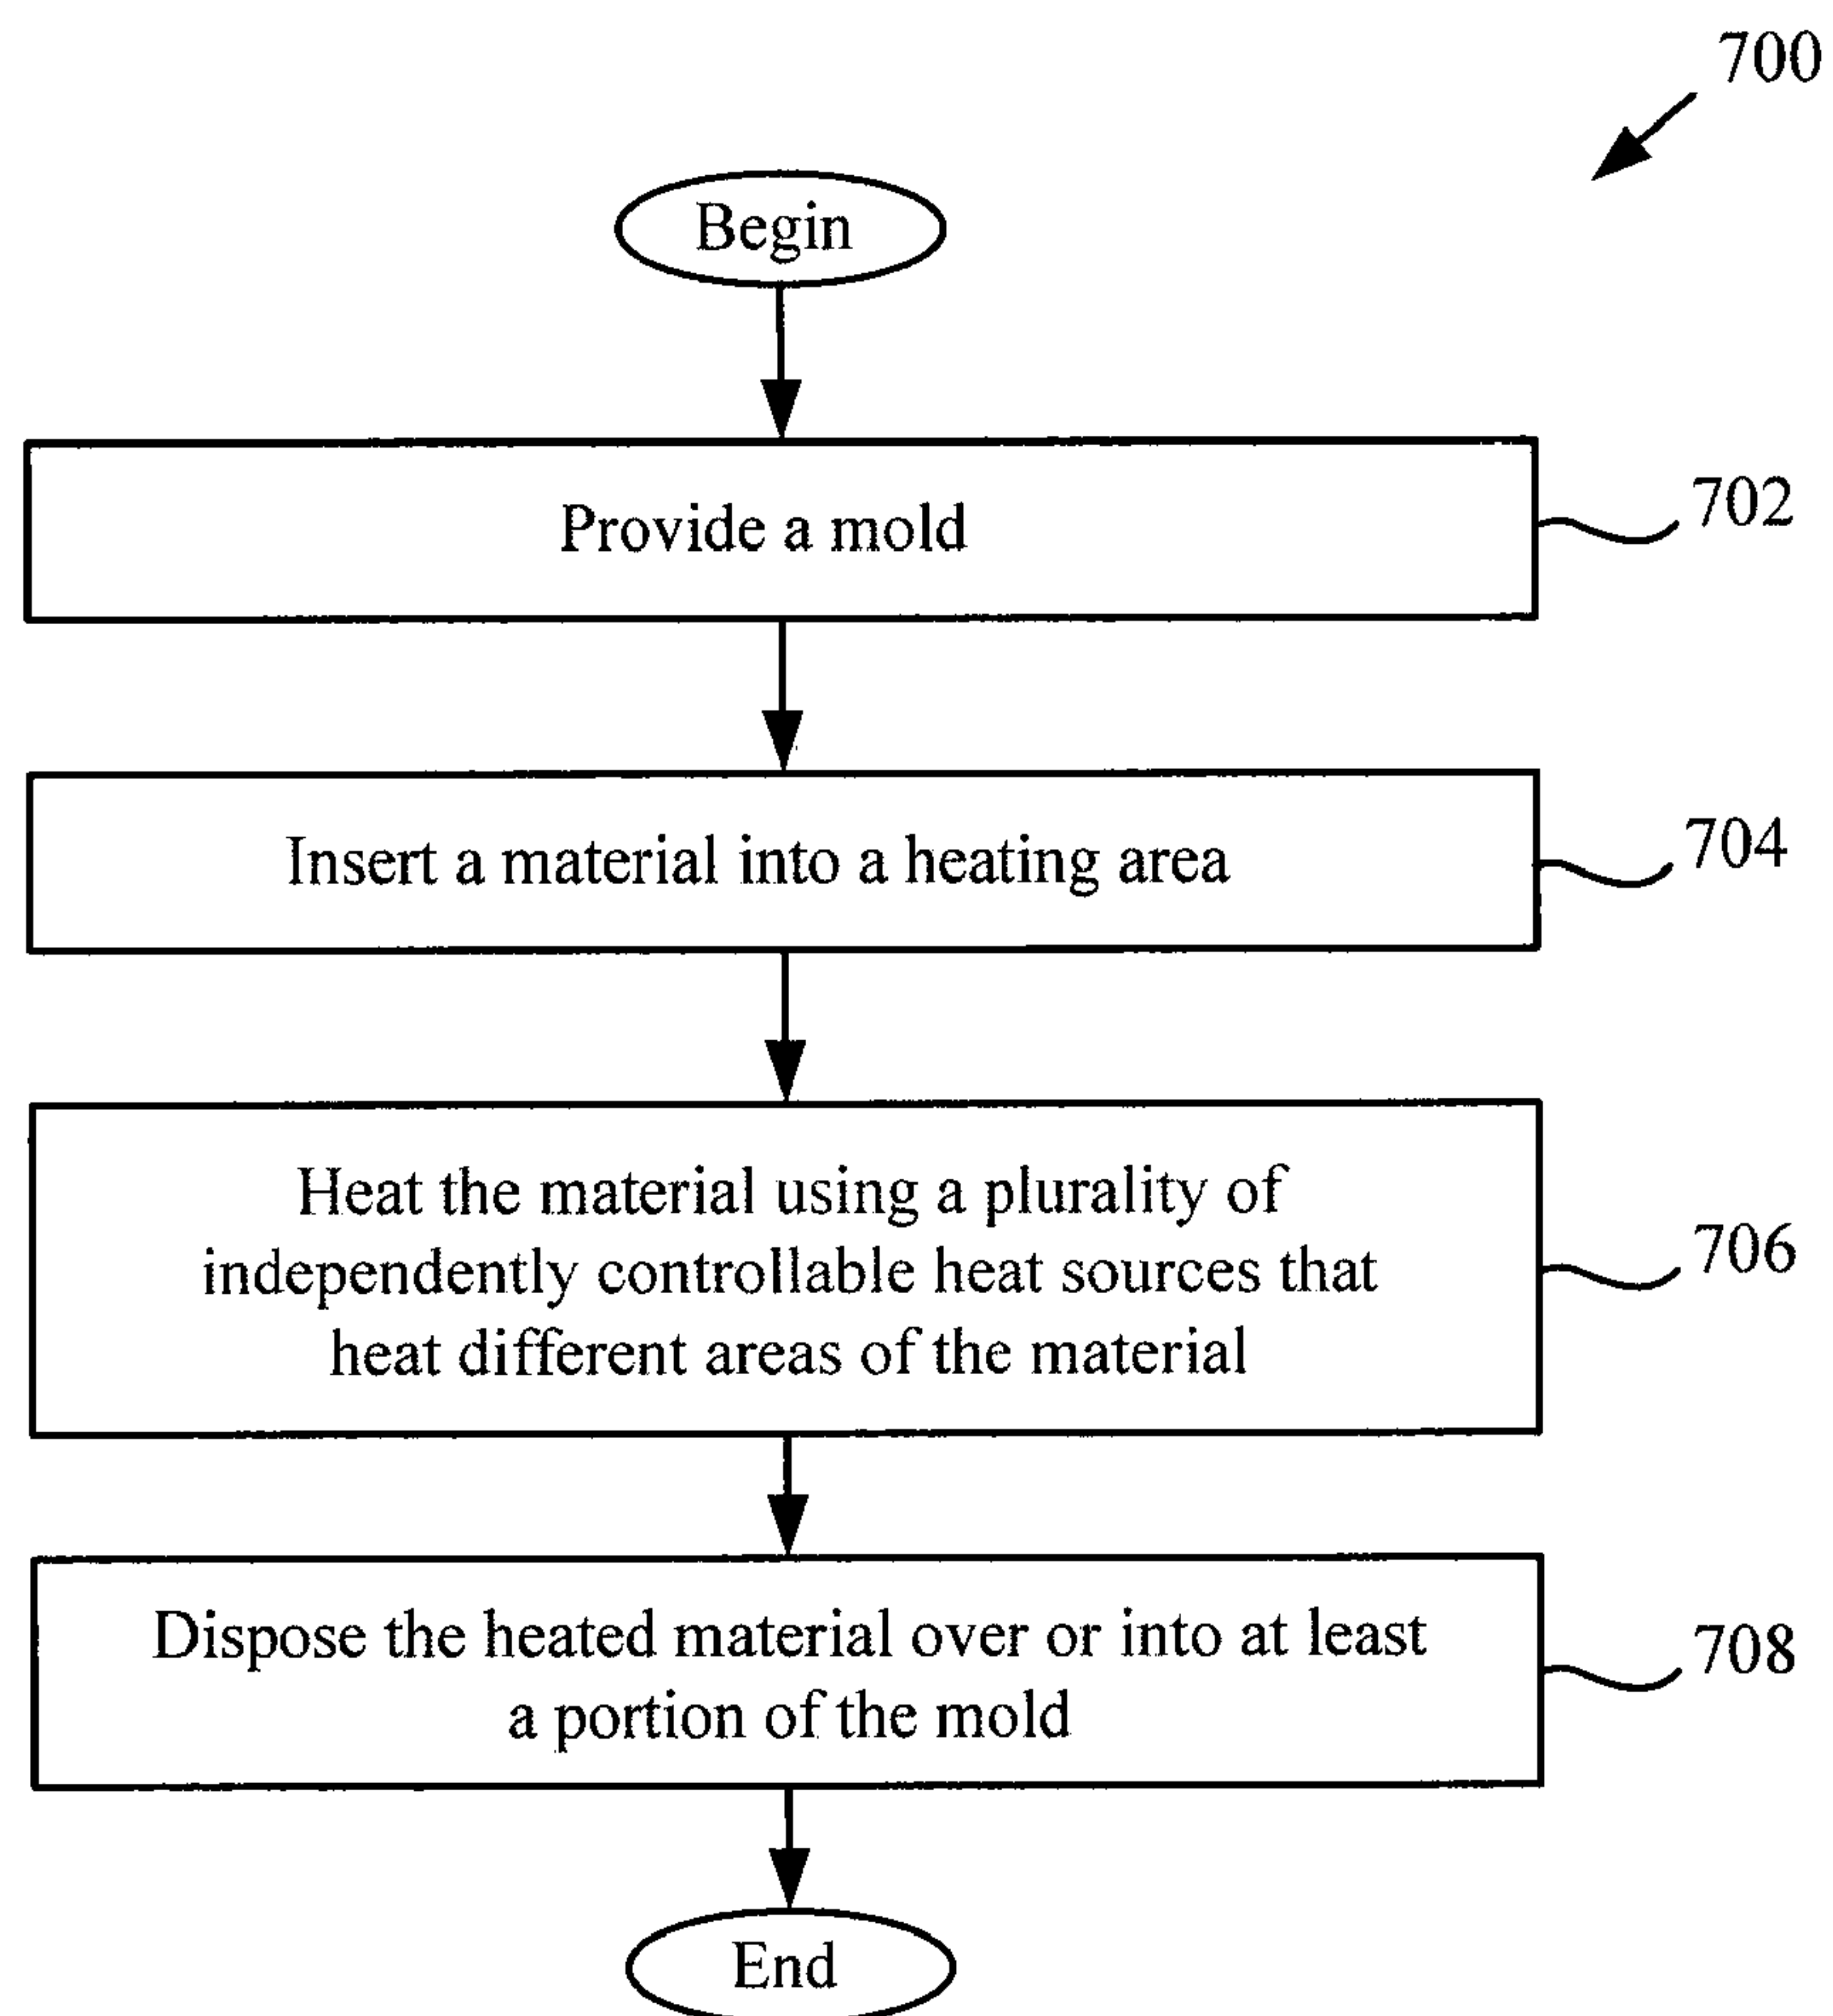 700
Begin
Provide a mold
702
Insert a material into a heating area
704
Heat the material using a plurality of
independently controllable heat sources that
heat different areas of the material
706
Dispose the heated material over or into at least
a portion of the mold
708
End